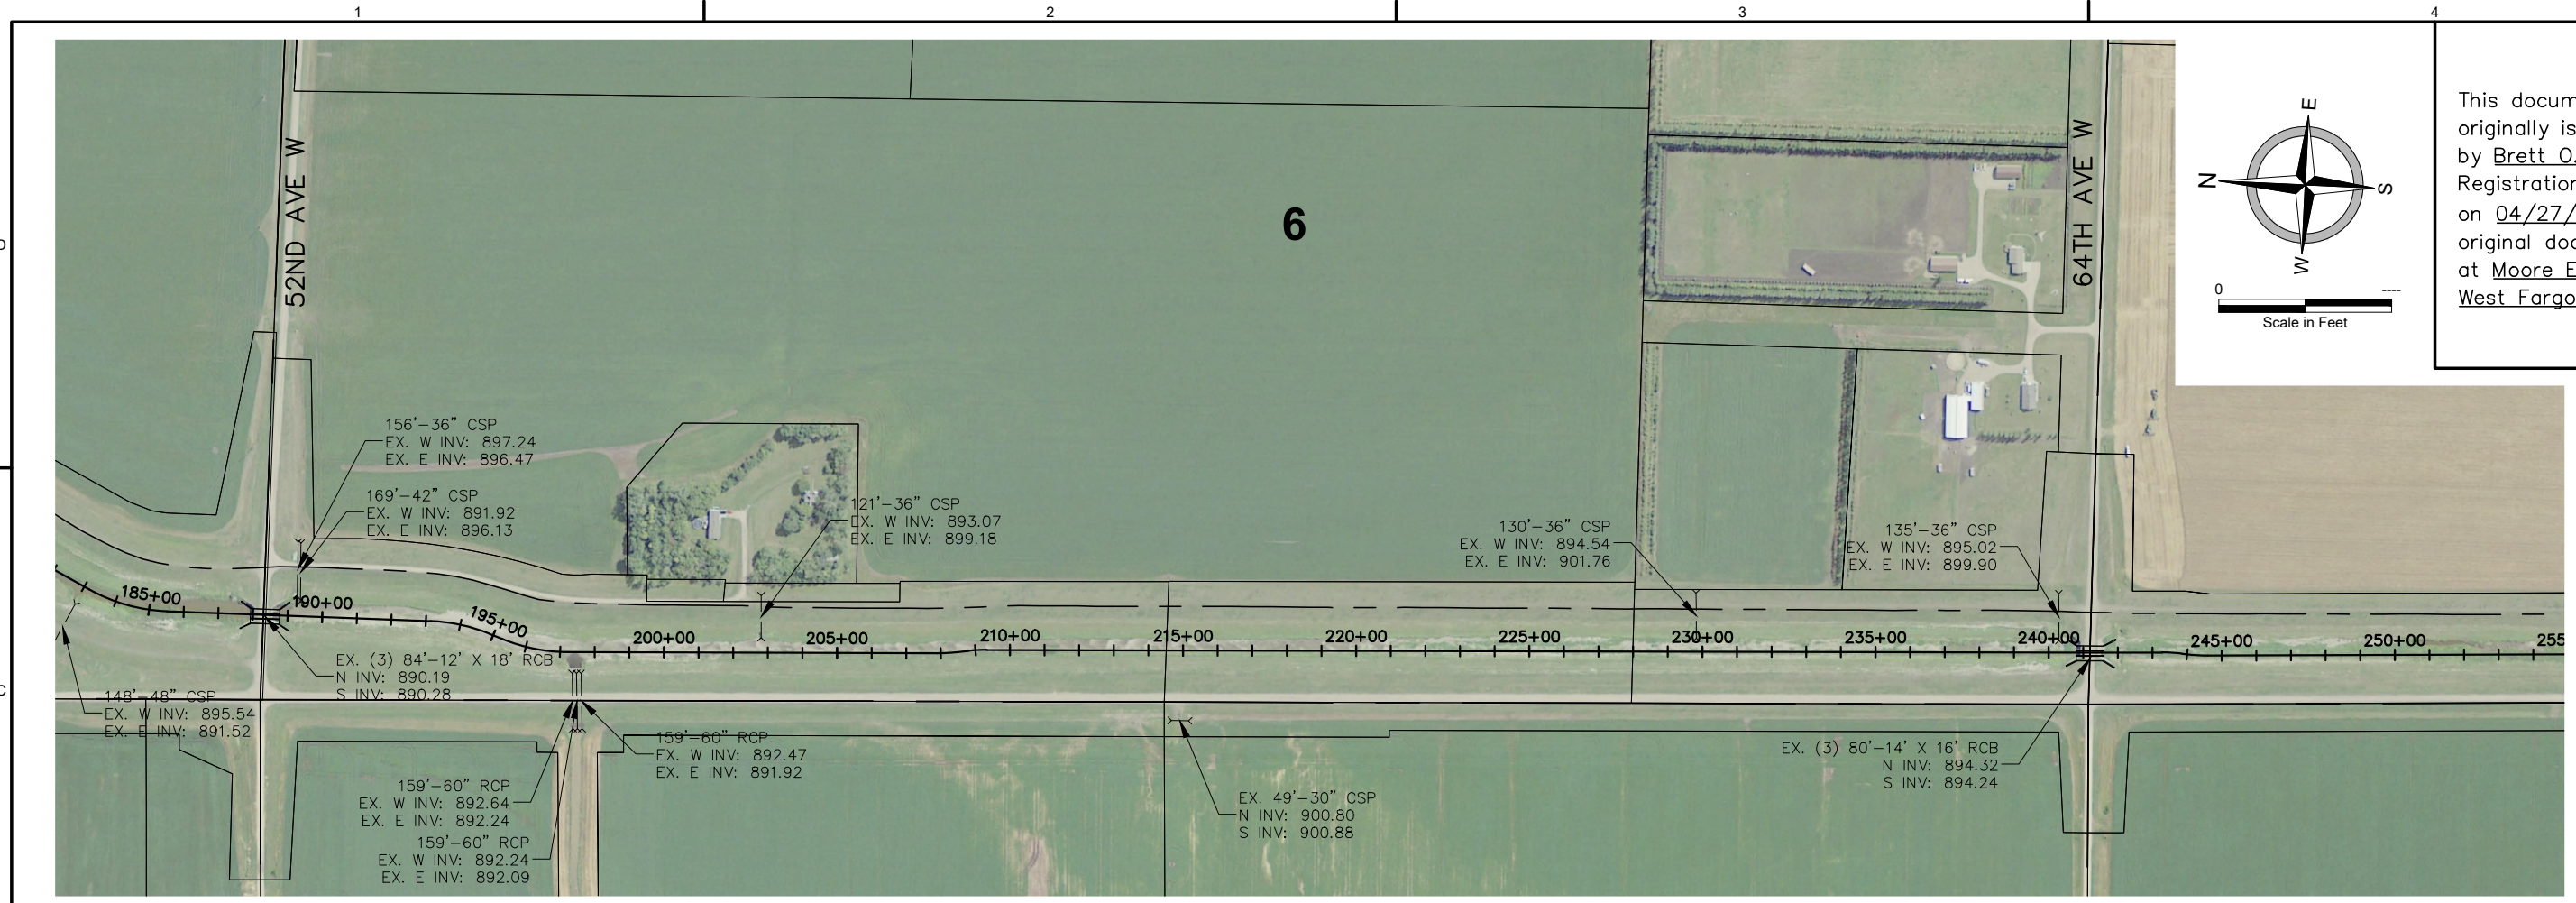 1
2
3
4
52ND AVE W
6
64TH AVE W
E
N
S
W
0
----
Scale in Feet
This docum
originally is
by Brett O.
Registration
on 04/27/
original doc
at Moore E
West Fargo
156'-36" CSP
EX. W INV: 897.24
EX. E INV: 896.47
169'-42" CSP
EX. W INV: 891.92
EX. E INV: 896.13
121'-36" CSP
EX. W INV: 893.07
EX. E INV: 899.18
130'-36" CSP
EX. W INV: 894.54
EX. E INV: 901.76
135'-36" CSP
EX. W INV: 895.02
EX. E INV: 899.90
185+00
190+00
195+00
200+00
205+00
210+00
215+00
220+00
225+00
230+00
235+00
240+00
245+00
250+00
255
EX. (3) 84'-12' X 18' RCB
N INV: 890.19
S INV: 890.28
C
148'-48" CSP
EX. W INV: 895.54
EX. E INV: 891.52
159'-60" RCP
EX. W INV: 892.47
EX. E INV: 891.92
159'-60" RCP
EX. W INV: 892.64
EX. E INV: 892.24
159'-60" RCP
EX. W INV: 892.24
EX. E INV: 892.09
EX. 49'-30" CSP
N INV: 900.80
S INV: 900.88
EX. (3) 80'-14' X 16' RCB
N INV: 894.32
S INV: 894.24